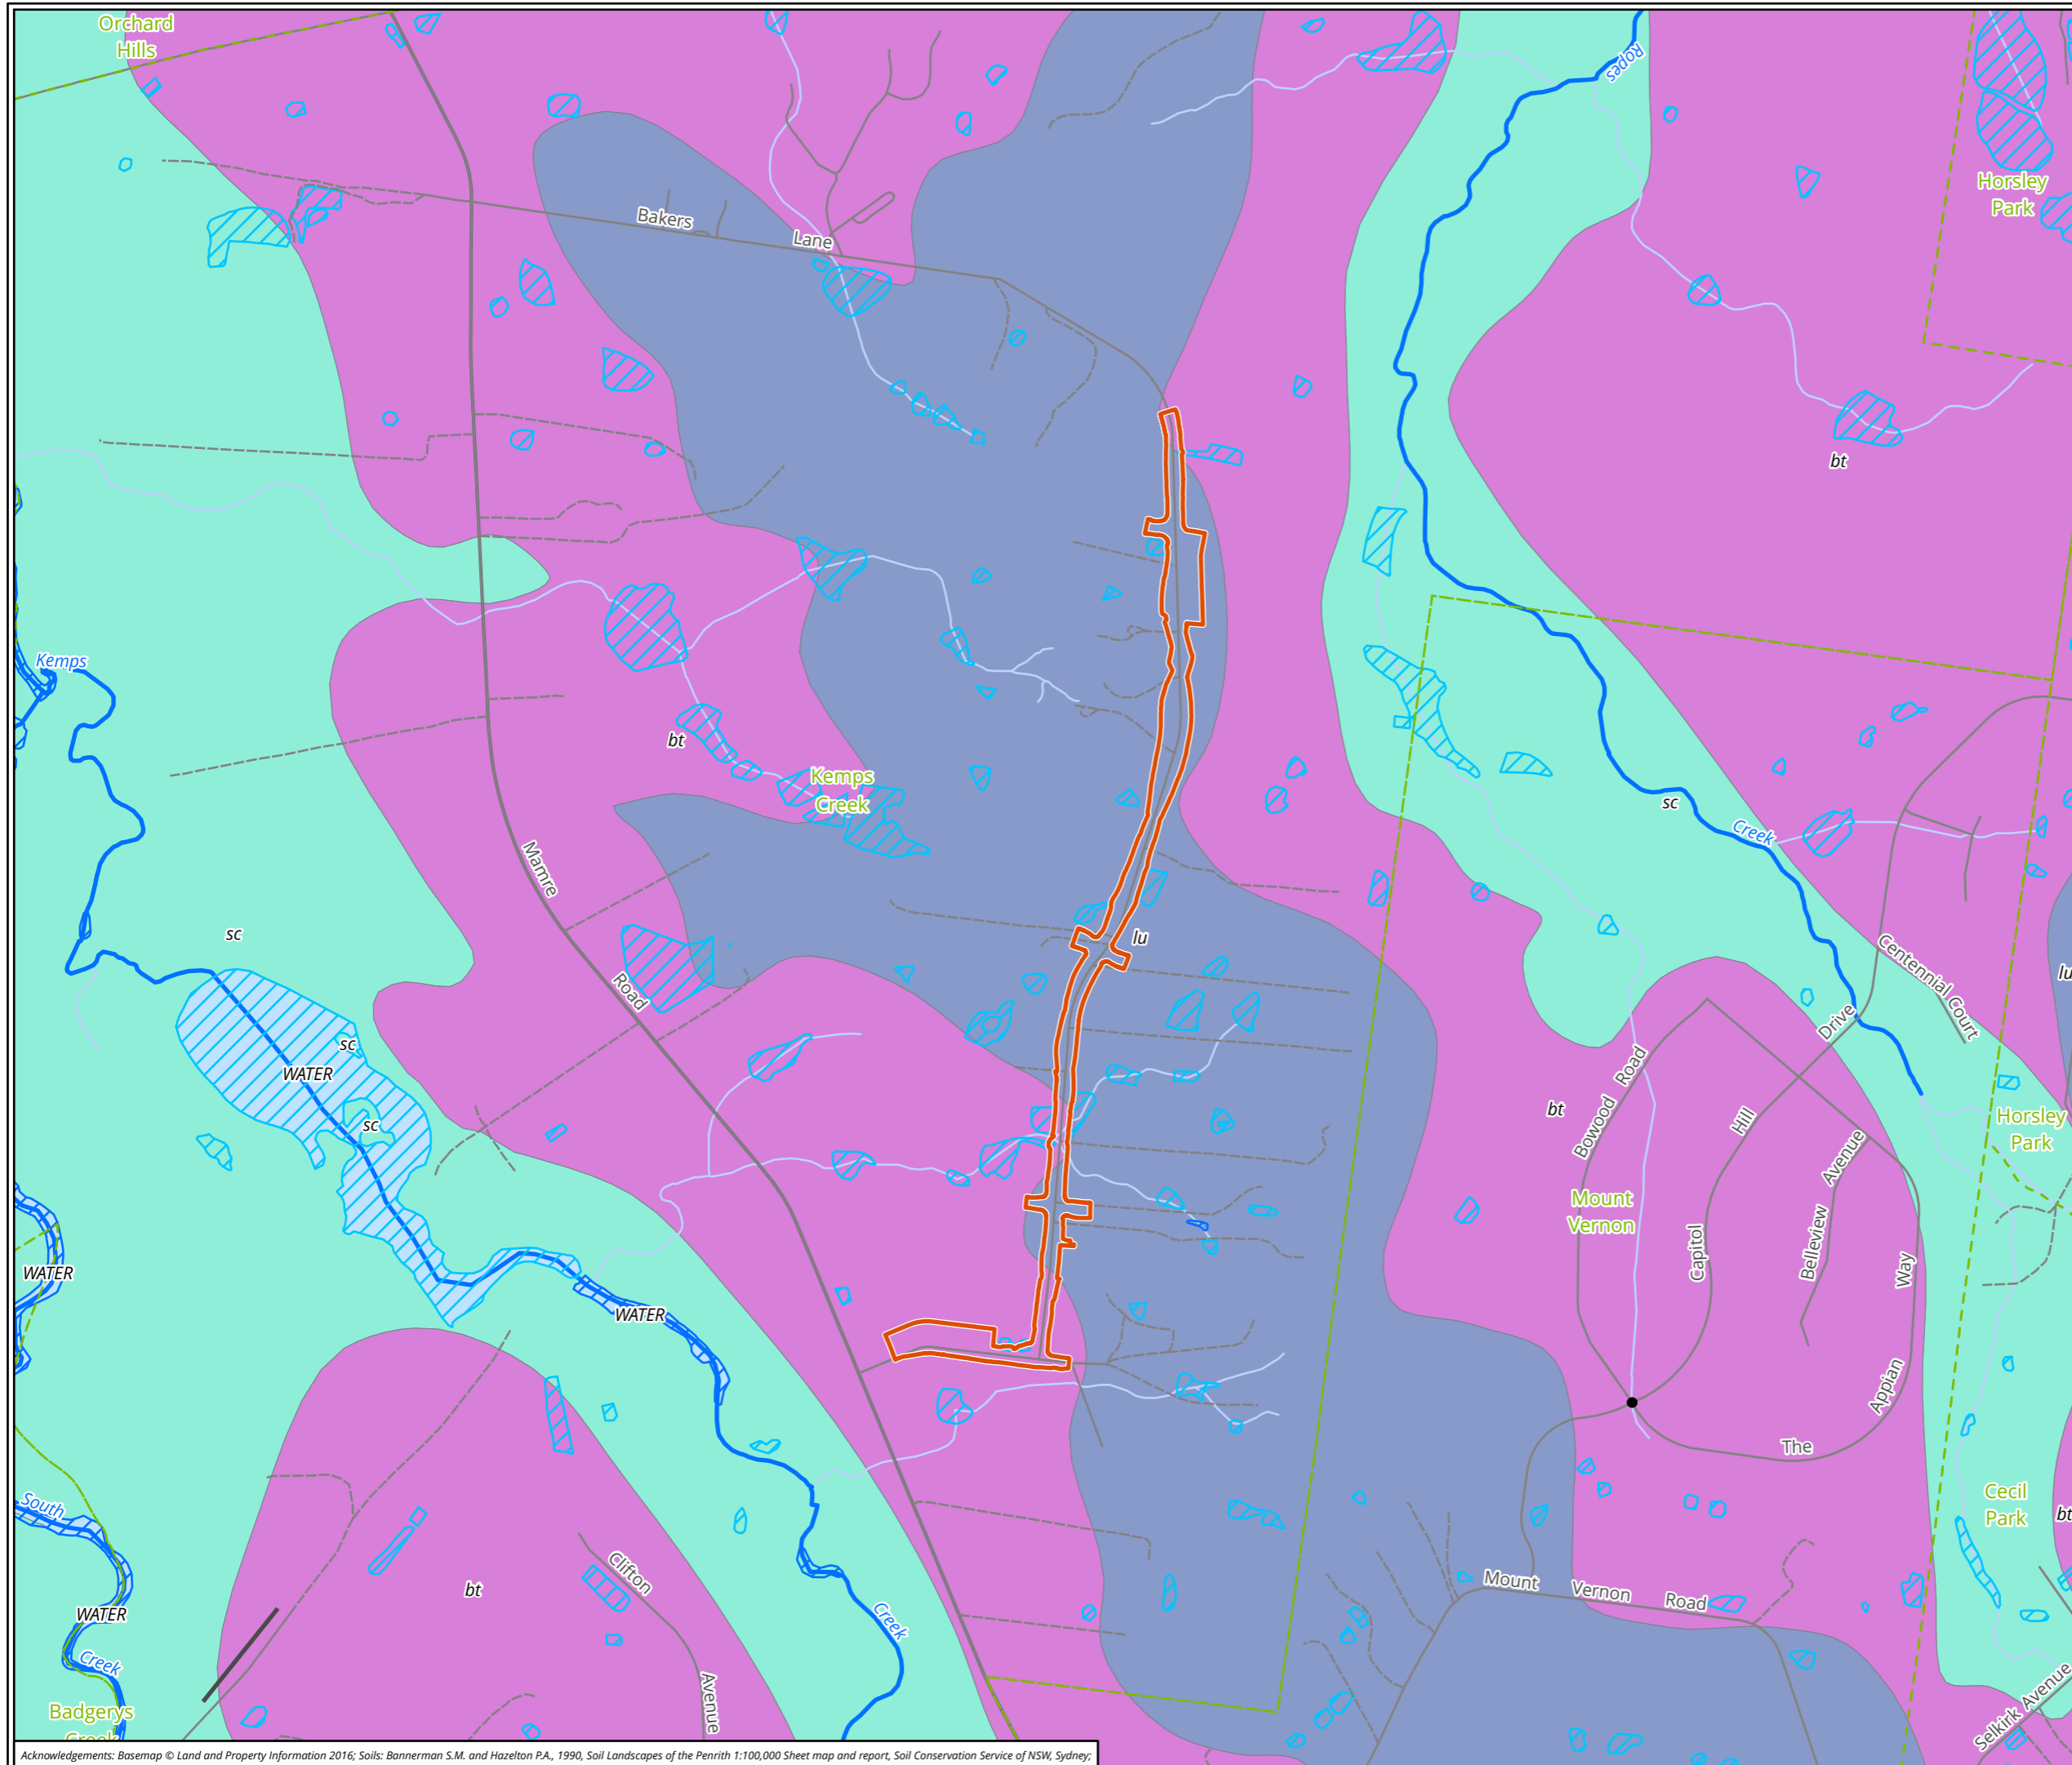 Orchard
Hills
Ropes
Horsley
Park
Bakers
Lane
bt
Kemps
bt
Kemps
Creek
sc
Creek
Mamre
Road
sc
lu
Centennial Court
lu
sc
WATER
sc
Drive
Bowood Road
bt
Hill
Avenue
Horsley
Park
Mount
Vernon
Capitol
Belleview
Way
WATER
WATER
Appian
The
South
Cecil
Park
bt
Clifton
Avenue
bt
Mount Vernon Road
WATER
Creek
Creek
Badgerys
Creek
Selkirk Avenue
Acknowledgements: Basemap © Land and Property Information 2016; Soils: Bannerman S.M. and Hazelton P.A., 1990, Soil Landscapes of the Penrith 1:100,000 Sheet map and report, Soil Conservation Service of NSW, Sydney;